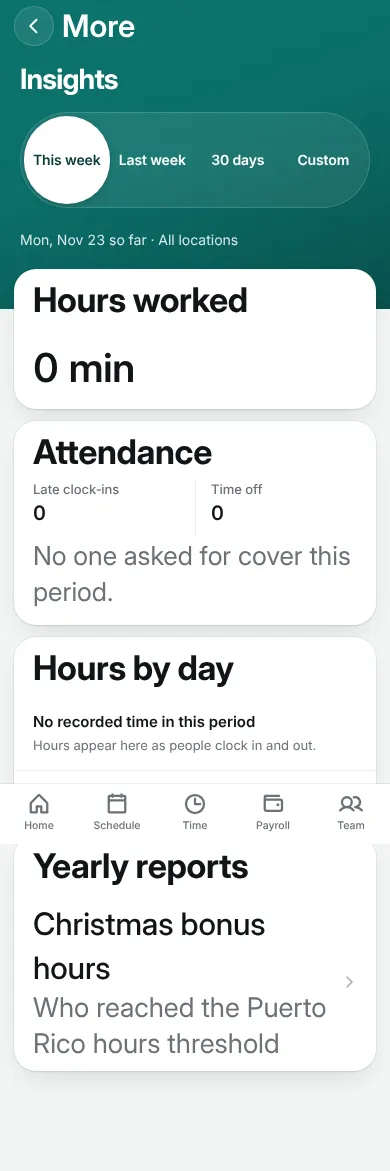 More
Insights
This week
Last week
30 days
Custom
Mon, Nov 23 so far · All locations
Hours worked
0 min
Attendance
Late clock-ins
Time off
0
0
No one asked for cover this
period.
Hours by day
No recorded time in this period
Hours appear here as people clock in and out.
Home
Schedule
Time
Payroll
Team
Yearly reports
Christmas bonus
hours
Who reached the Puerto
Rico hours threshold